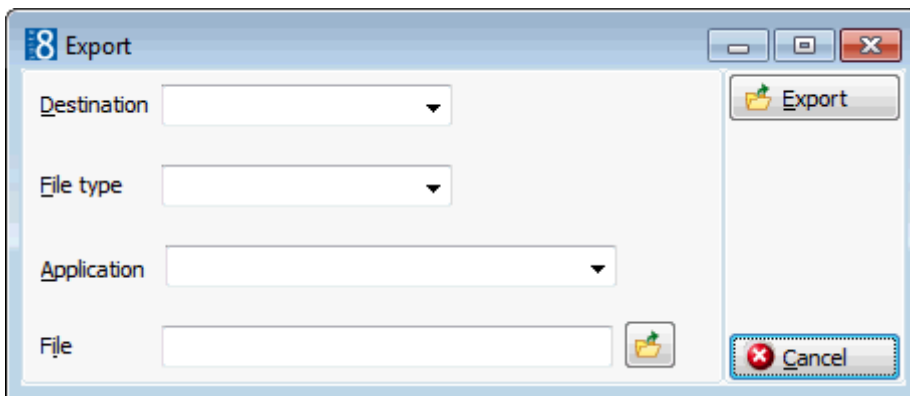 8 Export
Destination
Export
File type
Application
File
Cancel